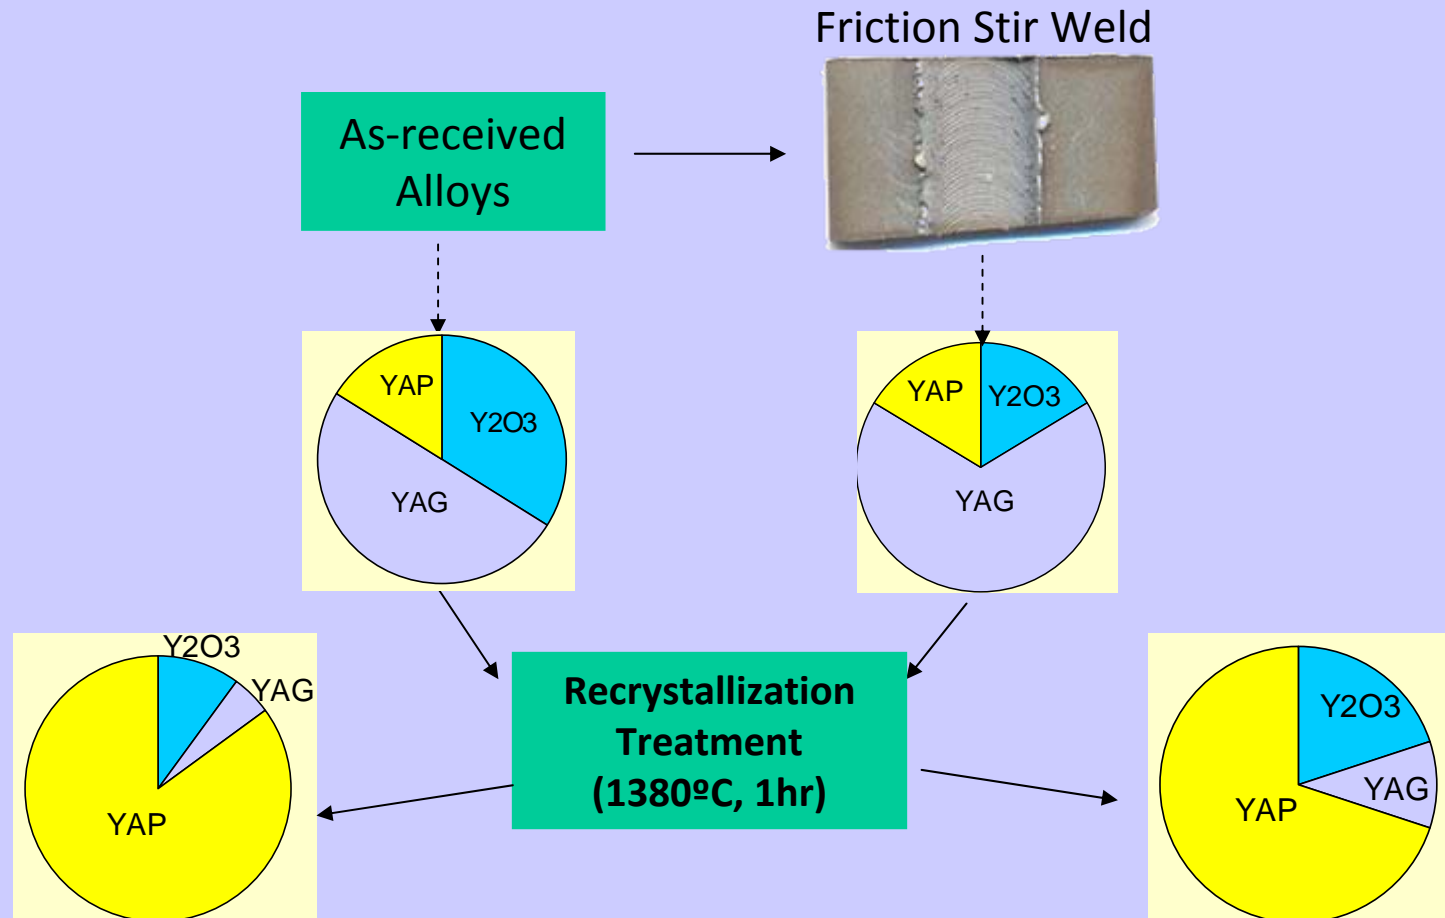 Friction Stir Weld
As-received
Alloys
YAP
Y2O3
YAG
YAP
Y2O3
YAG
Y2O3
YAG
YAP
Recrystallization
Treatment
(1380ºC, 1hr)
Y2O3
YAG
YAP